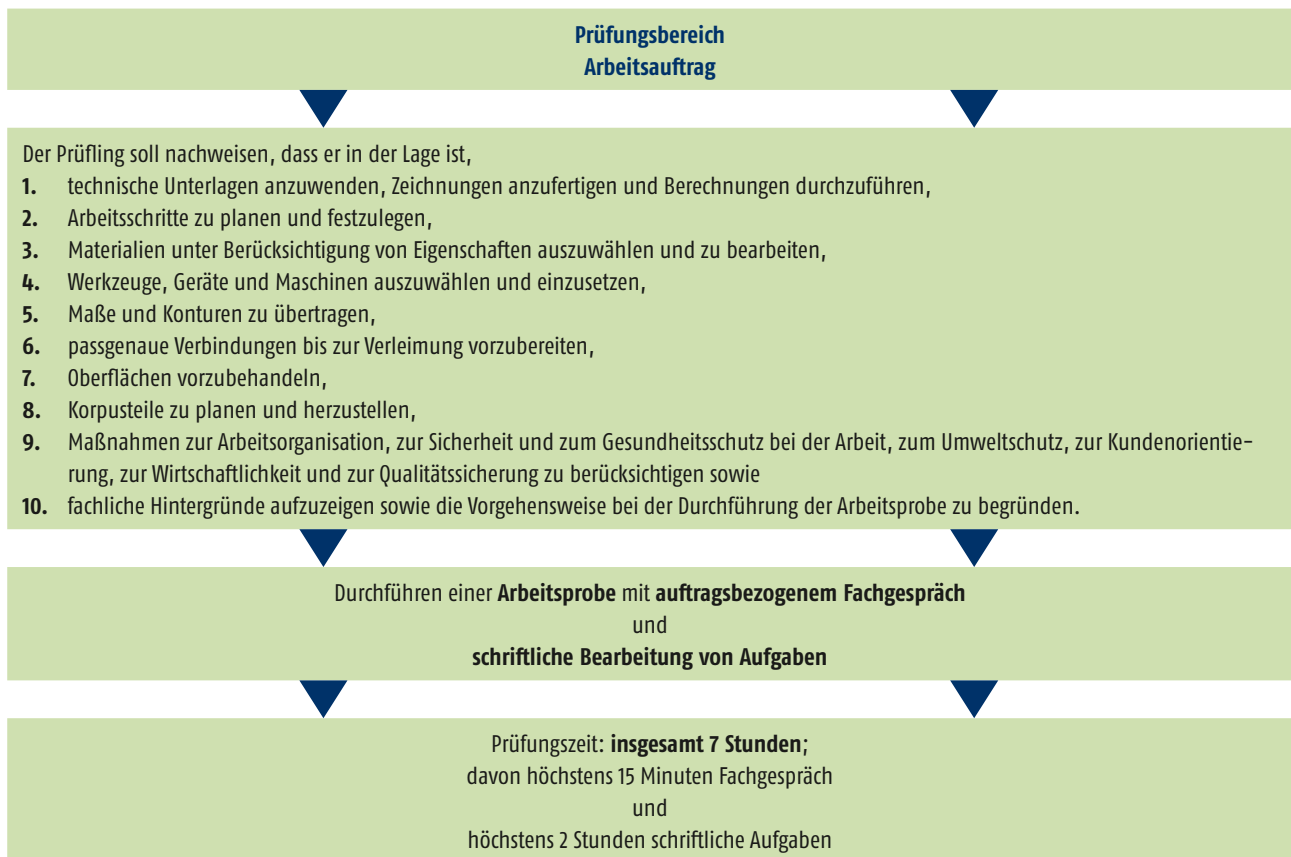 Prüfungsbereich
Arbeitsauftrag
Der Prüfling soll nachweisen, dass er in der Lage ist,
1. technische Unterlagen anzuwenden, Zeichnungen anzufertigen und Berechnungen durchzuführen,
2. Arbeitsschritte zu planen und festzulegen,
3. Materialien unter Berücksichtigung von Eigenschaften auszuwählen und zu bearbeiten,
4. Werkzeuge, Geräte und Maschinen auszuwählen und einzusetzen,
5. Maße und Konturen zu übertragen,
6. passgenaue Verbindungen bis zur Verleimung vorzubereiten,
7. Oberflächen vorzubehandeln,
8. Korpusteile zu planen und herzustellen,
9. Maßnahmen zur Arbeitsorganisation, zur Sicherheit und zum Gesundheitsschutz bei der Arbeit, zum Umweltschutz, zur Kundenorientie-
rung, zur Wirtschaftlichkeit und zur Qualitätssicherung zu berücksichtigen sowie
10. fachliche Hintergründe aufzuzeigen sowie die Vorgehensweise bei der Durchführung der Arbeitsprobe zu begründen.
Durchführen einer Arbeitsprobe mit auftragsbezogenem Fachgespräch
und
schriftliche Bearbeitung von Aufgaben
Prüfungszeit: insgesamt 7 Stunden;
davon höchstens 15 Minuten Fachgespräch
und
höchstens 2 Stunden schriftliche Aufgaben